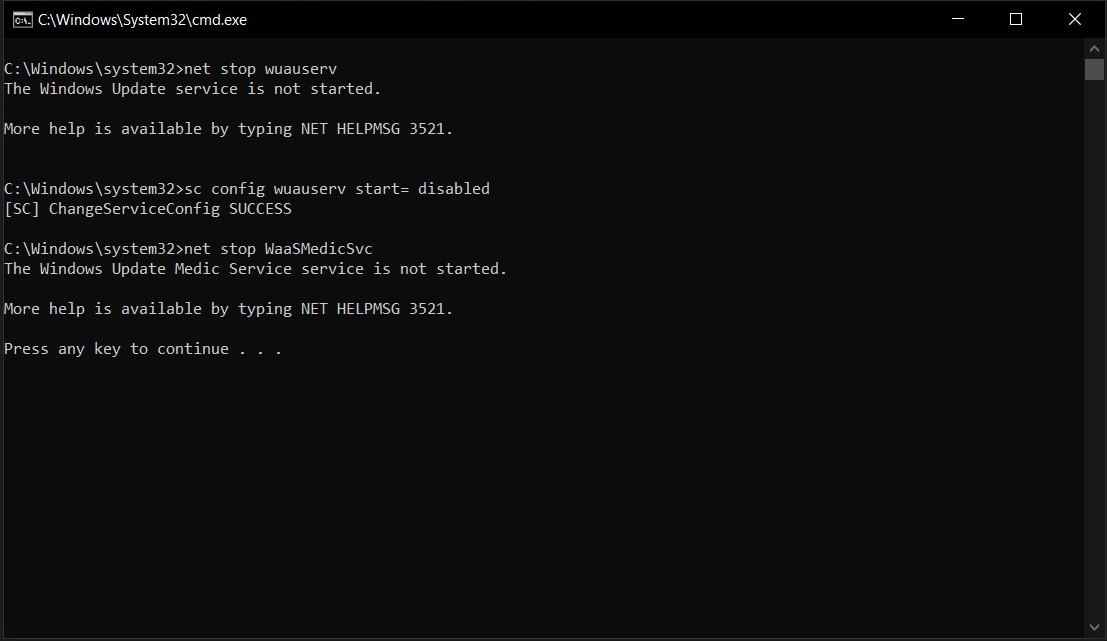 C:\Windows\System32\cmd.exe
C:\Windows\system32>net stop wuauserv
The Windows Update service is not started.
More help is available by typing NET HELPMSG 3521.
C:\Windows\system32>sc config wuauserv start= disabled
[SC] ChangeServiceConfig SUCCESS
C:\Windows\system32>net stop WaaSMedicSvc
The Windows Update Medic Service service is not started.
More help is available by typing NET HELPMSG 3521.
Press any key to continue . . .